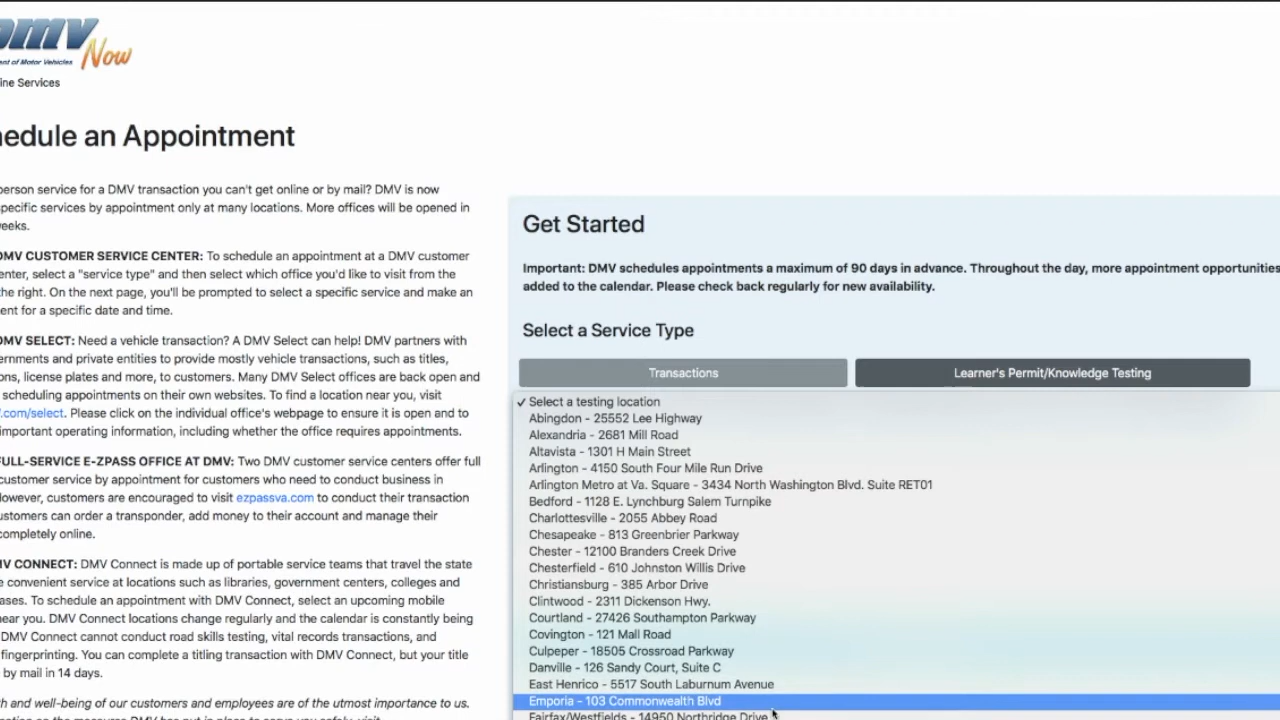 DMV Now
ent of Motor Vehicles
ine Services
hedule an Appointment
person service for a DMV transaction you can't get online or by mail? DMV is now
pecific services by appointment only at many locations. More offices will be opened in
eeks.
DMV CUSTOMER SERVICE CENTER: To schedule an appointment at a DMV customer
enter, select a "service type" and then select which office you'd like to visit from the
the right. On the next page, you'll be prompted to select a specific service and make an
ent for a specific date and time.
DMV SELECT: Need a vehicle transaction? A DMV Select can help! DMV partners with
ernments and private entities to provide mostly vehicle transactions, such as titles,
ons, license plates and more, to customers. Many DMV Select offices are back open and
scheduling appointments on their own websites. To find a location near you, visit
.com/select. Please click on the individual office's webpage to ensure it is open and to
important operating information, including whether the office requires appointments.
FULL-SERVICE E-ZPASS OFFICE AT DMV: Two DMV customer service centers offer full
customer service by appointment for customers who need to conduct business in
owever, customers are encouraged to visit ezpassva.com to conduct their transaction
ustomers can order a transponder, add money to their account and manage their
completely online.
MV CONNECT: DMV Connect is made up of portable service teams that travel the state
e convenient service at locations such as libraries, government centers, colleges and
ases. To schedule an appointment with DMV Connect, select an upcoming mobile
near you. DMV Connect locations change regularly and the calendar is constantly being
DMV Connect cannot conduct road skills testing, vital records transactions, and
fingerprinting. You can complete a titling transaction with DMV Connect, but your title
by mail in 14 days.
th and well-being of our customers and employees are of the utmost importance to us.
Get Started
Important: DMV schedules appointments a maximum of 90 days in advance. Throughout the day, more appointment opportunities
added to the calendar. Please check back regularly for new availability.
Select a Service Type
Transactions
Learner's Permit/Knowledge Testing
✓ Select a testing location
Abingdon - 25552 Lee Highway
Alexandria - 2681 Mill Road
Altavista - 1301 H Main Street
Arlington - 4150 South Four Mile Run Drive
Arlington Metro at Va. Square - 3434 North Washington Blvd. Suite RET01
Bedford - 1128 E. Lynchburg Salem Turnpike
Charlottesville - 2055 Abbey Road
Chesapeake - 813 Greenbrier Parkway
Chester - 12100 Branders Creek Drive
Chesterfield - 610 Johnston Willis Drive
Christiansburg - 385 Arbor Drive
Clintwood - 2311 Dickenson Hwy.
Courtland - 27426 Southampton Parkway
Covington - 121 Mall Road
Culpeper - 18505 Crossroad Parkway
Danville - 126 Sandy Court, Suite C
East Henrico - 5517 South Laburnum Avenue
Emporia - 103 Commonwealth Blvd
Fairfax/Westfields - 14950 Northridge Drive